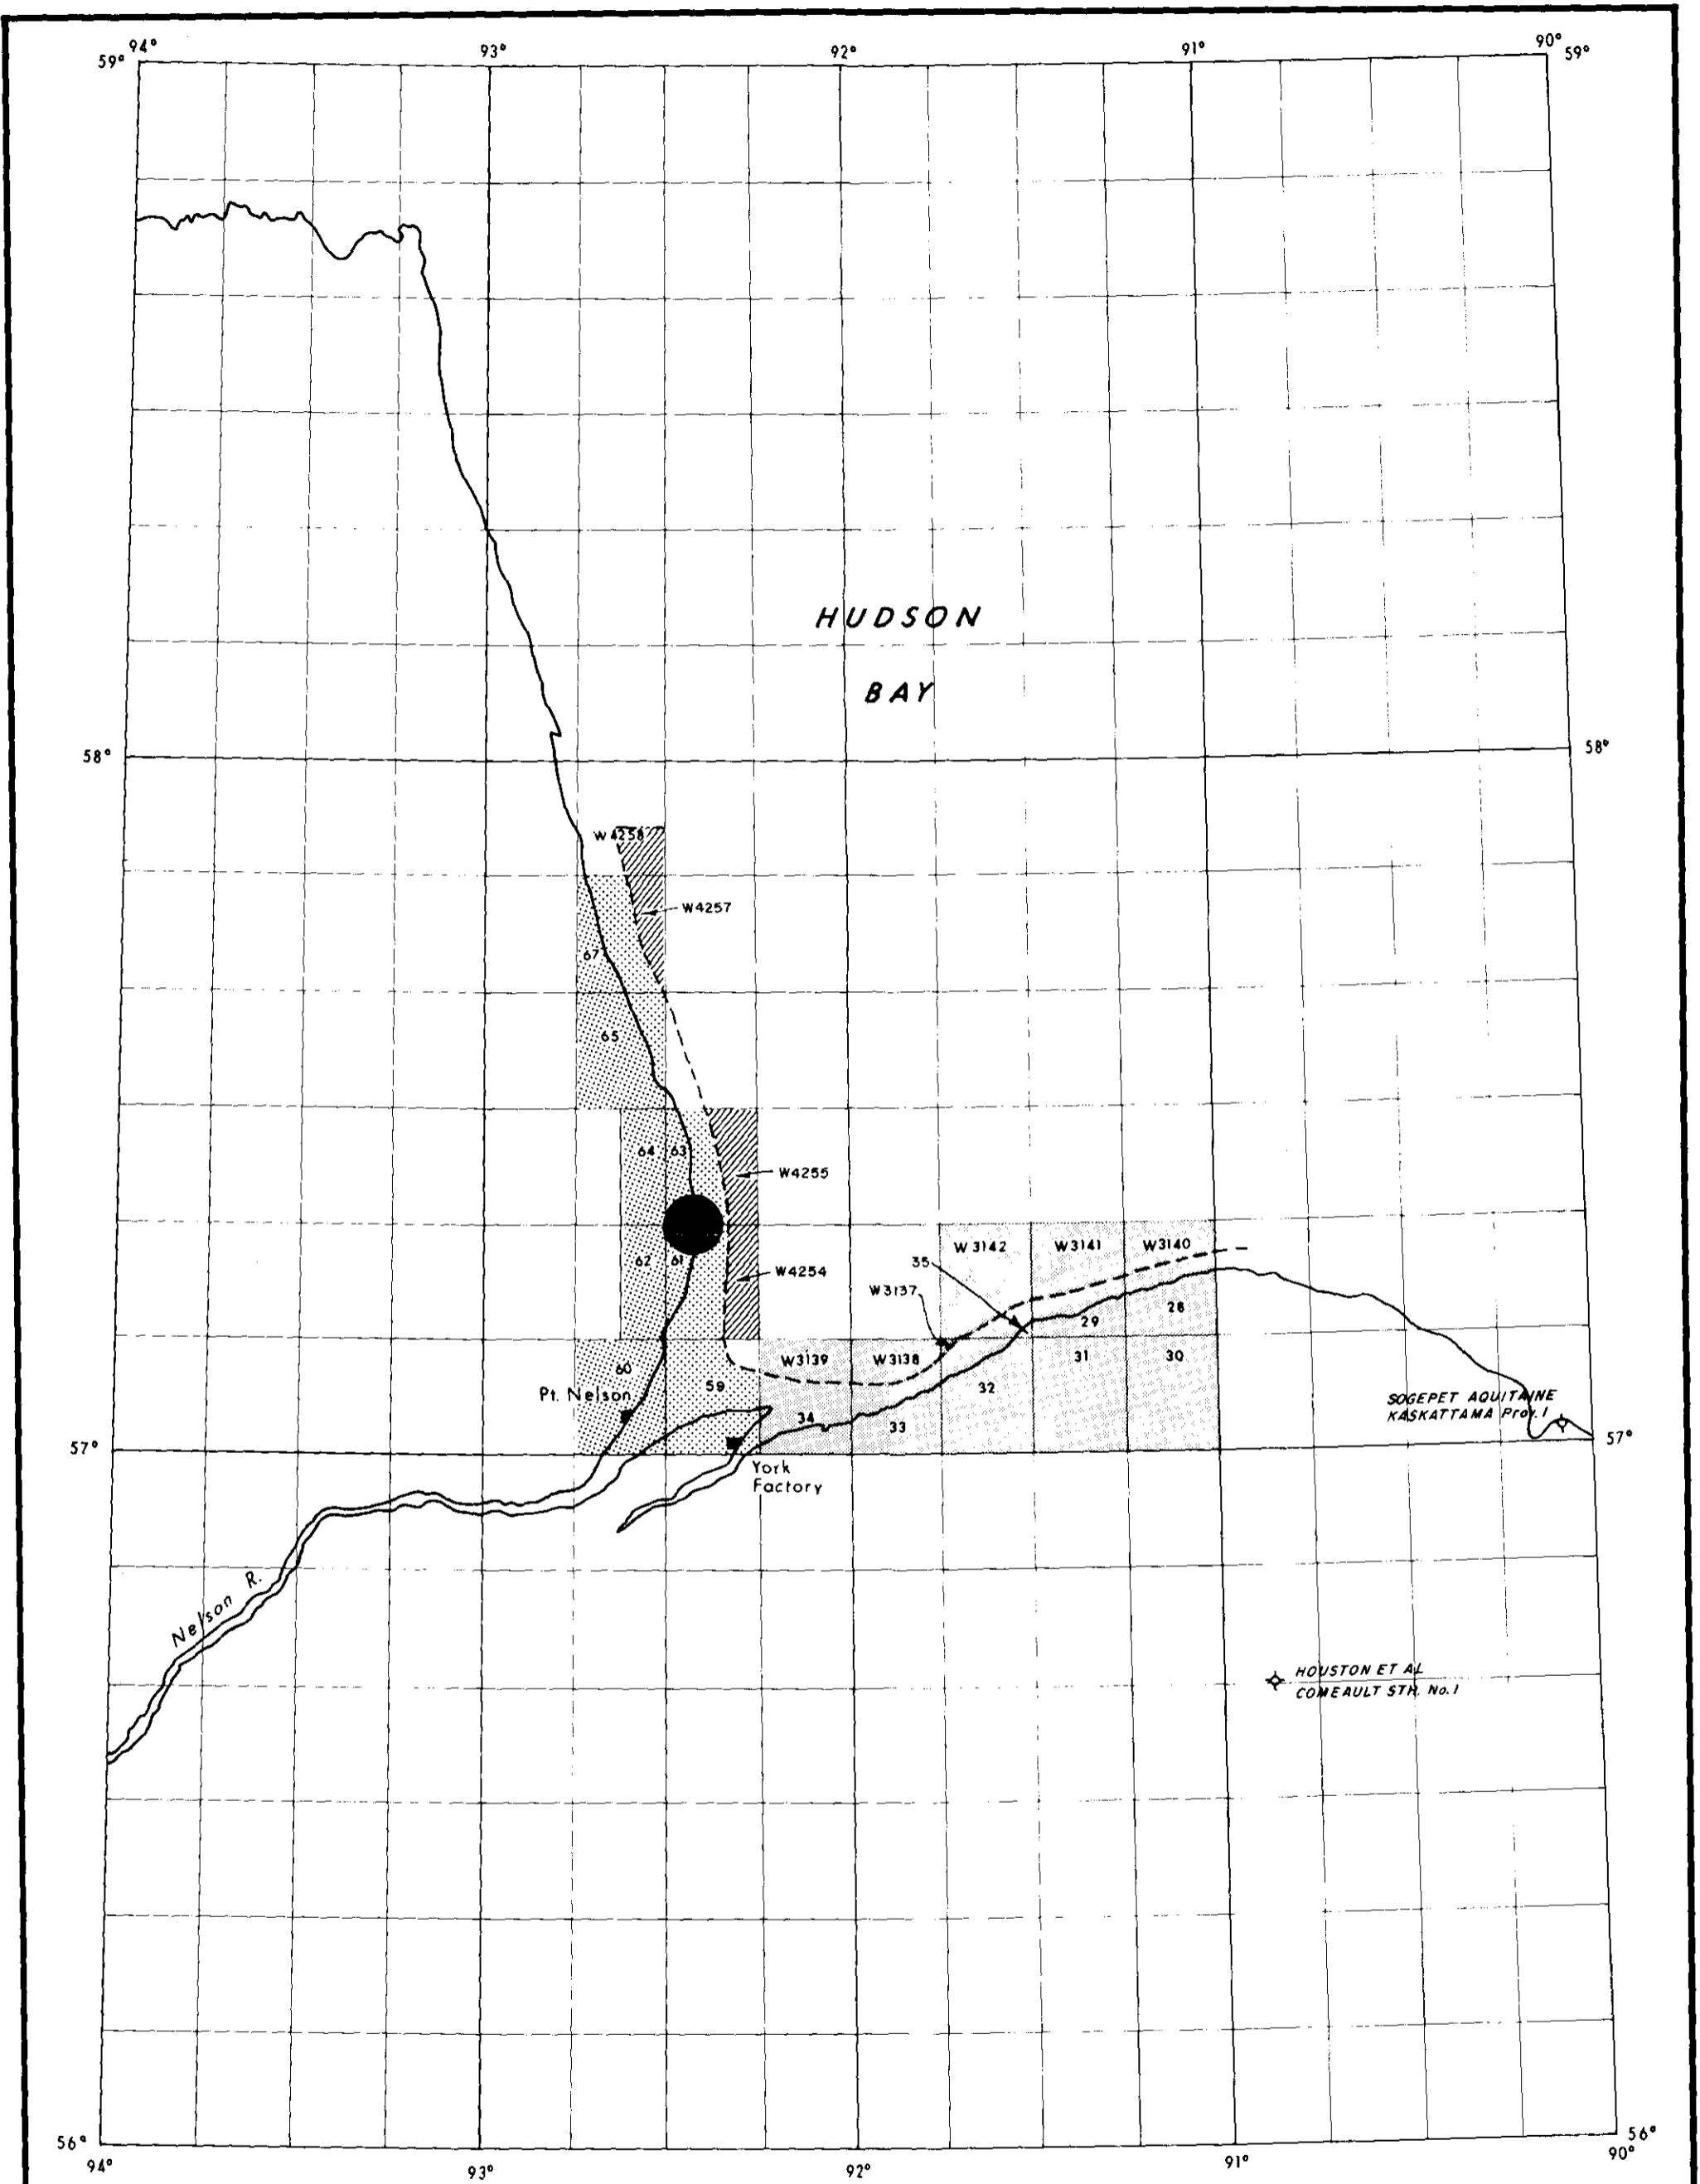 94° 93° 92° 91° 90°
59° 59°
HUDSON
BAY
58° 58°
W4258
W4257
67
65
64 63
W4255
62 61
W4254
W3142 W3141 W3140
35
W3137
28
29
W3139 W3138
31 30
60
59
32
Pt. Nelson
34
33
SOGEPET AQUITAINE
KASKATTAMA Prov. 1
57° 57°
York
Factory
Nelson R.
HOUSTON ET AL
COMEAULT STH. No. 1
56° 56°
94° 93° 92° 91° 90°